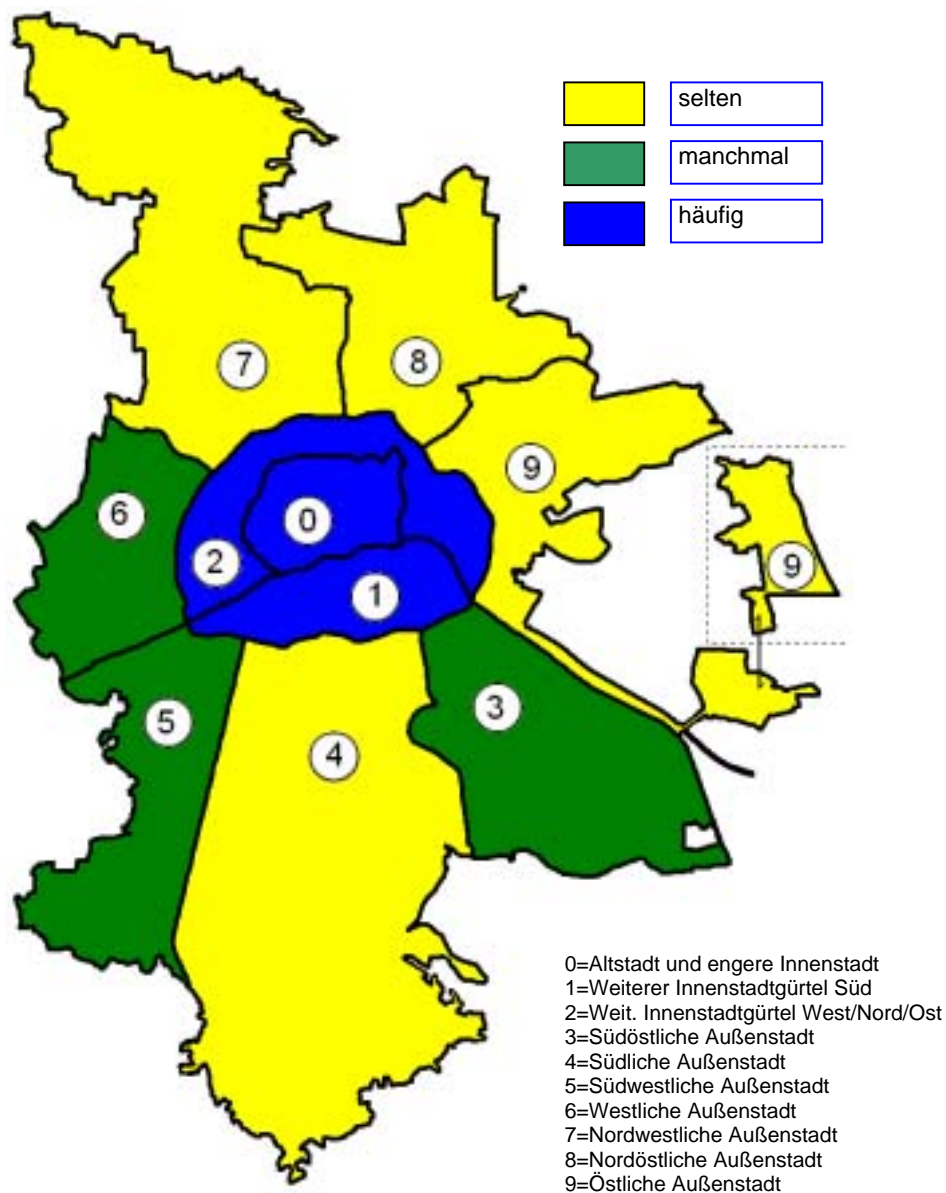 selten
manchmal
häufig
7
8
9
6
0
2
1
9
5
3
4
0=Altstadt und engere Innenstadt
1=Weiterer Innenstadtgürtel Süd
2=Weit. Innenstadtgürtel West/Nord/Ost
3=Südöstliche Außenstadt
4=Südliche Außenstadt
5=Südwestliche Außenstadt
6=Westliche Außenstadt
7=Nordwestliche Außenstadt
8=Nordöstliche Außenstadt
9=Östliche Außenstadt